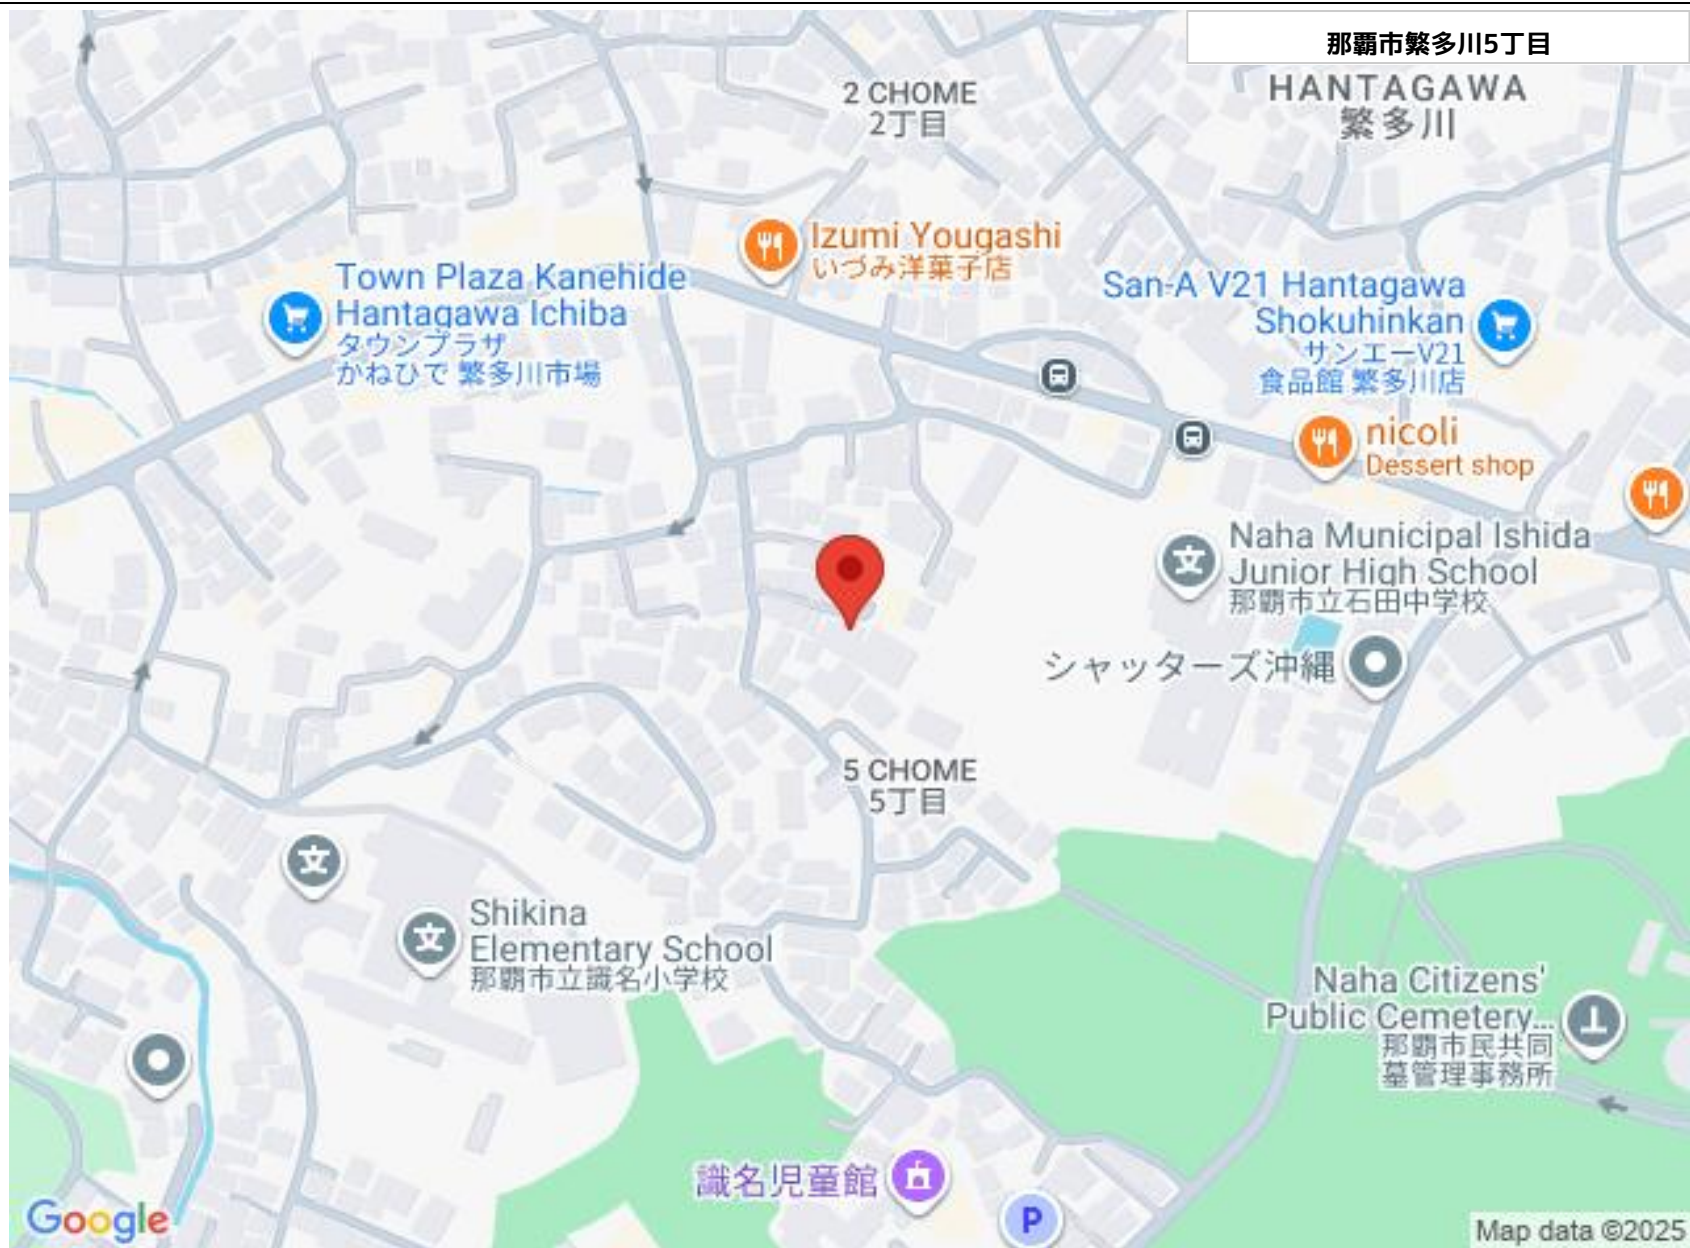 那覇市繁多川5丁目
2 CHOME
2丁目
HANTAGAWA
繁多川
Izumi Yougashi
いづみ洋菓子店
Town Plaza Kanehide
Hantagawa Ichiba
タウンプラザ
かねひで 繁多川市場
San-A V21 Hantagawa
Shokuhinkan
サンエーV21
食品館 繁多川店
nicoli
Dessert shop
Naha Municipal Ishida
Junior High School
那覇市立石田中学校
シャッターズ沖縄
5 CHOME
5丁目
文
文
文
Shikina
Elementary School
那覇市立識名小学校
Naha Citizens'
Public Cemetery...
那覇市民共同
墓管理事務所
識名児童館
P
Google
Map data ©2025